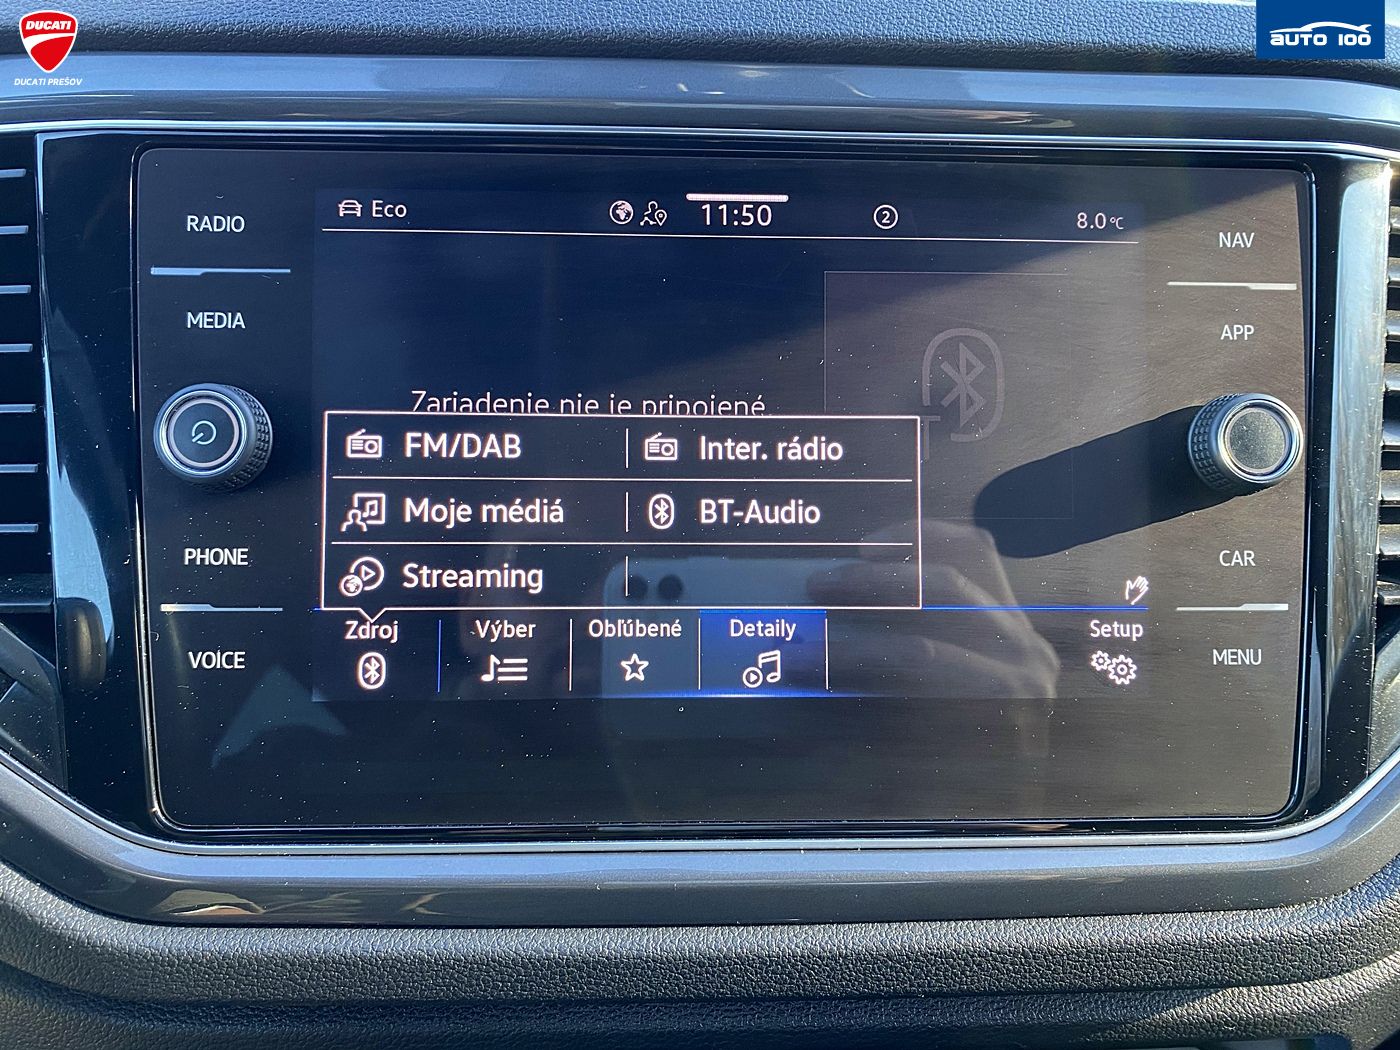 DUCATI
DUCATI PREŠOV
AUTO 100
RADIO
MEDIA
PHONE
VOICE
Eco
11:50
2
8.0 °C
Zariadenie nie je pripojené.
FM/DAB
Inter. rádio
Moje médiá
BT-Audio
Streaming
Zdroj
Výber
Obľúbené
Detaily
Setup
NAV
APP
CAR
MENU